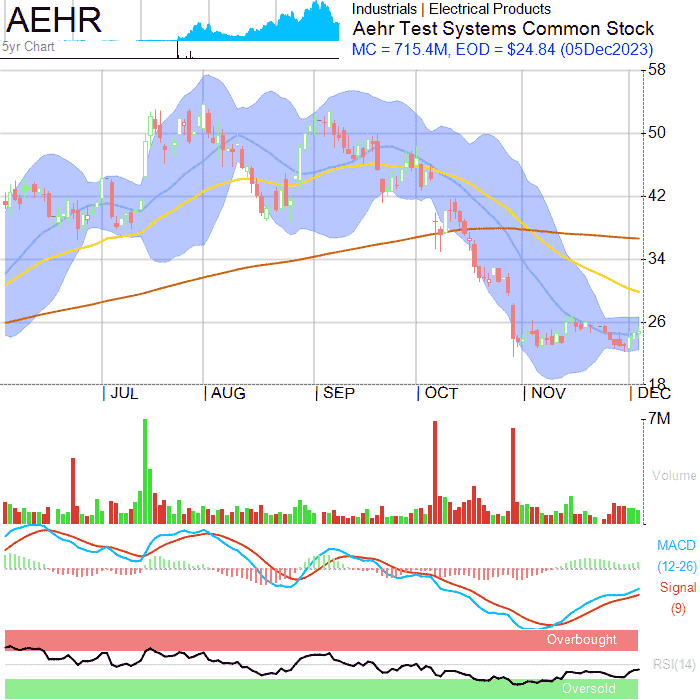 AEHR
5yr Chart
Industrials | Electrical Products
Aehr Test Systems Common Stock
MC = 715.4M, EOD = $24.84 (05Dec2023)
58
50
42
34
26
18
JUL AUG SEP OCT NOV DEC
7M
Volume
MACD
(12-26)
Signal
(9)
Overbought
RSI(14)
Oversold